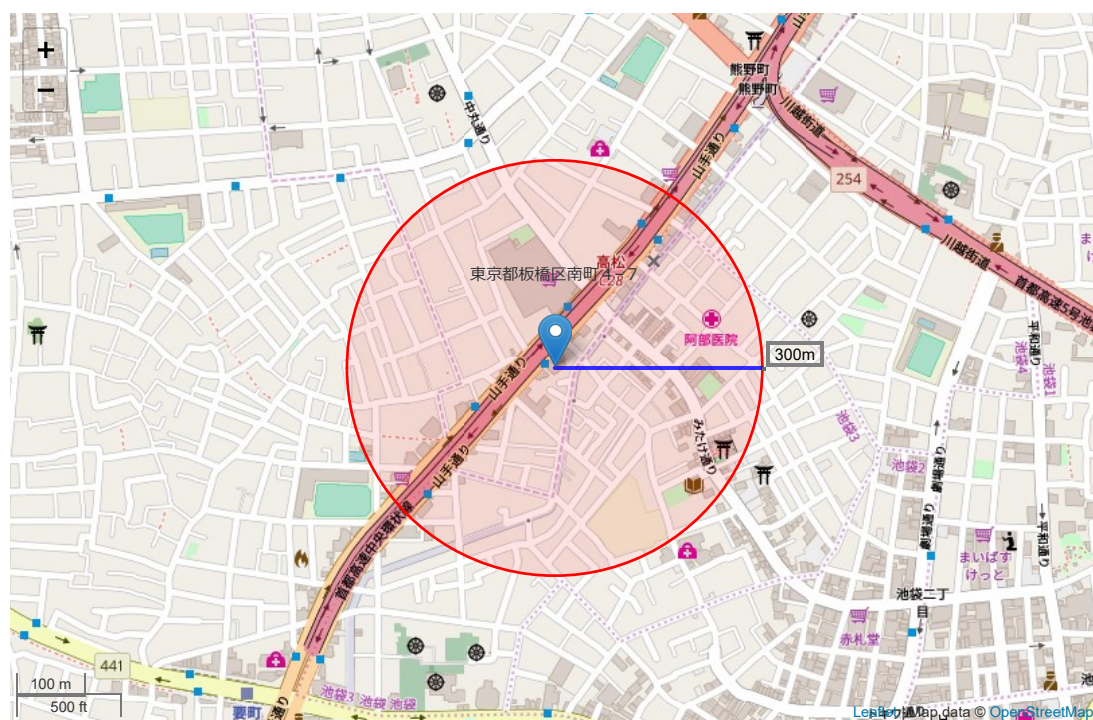 +
−
熊野町
熊野町
中丸通り
山手通り
川越街道
254
川越街道
首都高速5号池
高松
C28
東京都板橋区南町4−7
阿部医院
300m
山手通り
平和通り
池袋4
池袋1
池袋3
みたけ通り
山手通り
池袋2
劇場通り
首都高速中央環状線
劇場通り
平和通り
まいばす
けっと
池袋二丁
目
赤札堂
441
池袋3 池袋 池袋
100 m
500 ft
要町
Map data © OpenStreetMap